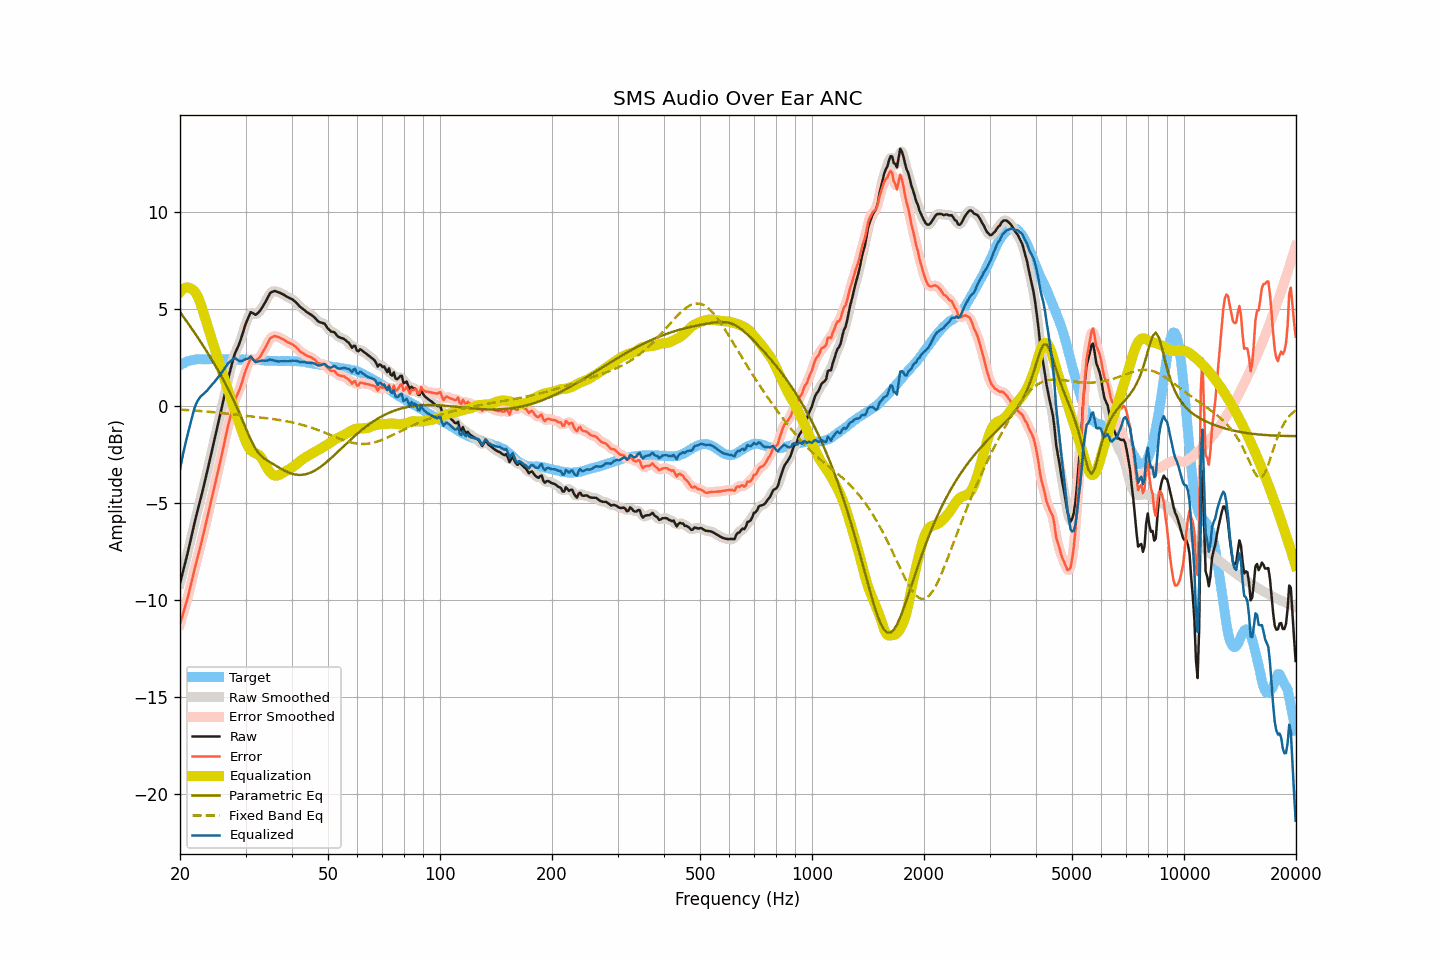 SMS Audio Over Ear ANC
Amplitude (dBr)
10
5
0
−5
−10
−15
−20
Target
Raw Smoothed
Error Smoothed
Raw
Error
Equalization
Parametric Eq
Fixed Band Eq
Equalized
20 50 100 200 500 1000 2000 5000 10000 20000
Frequency (Hz)